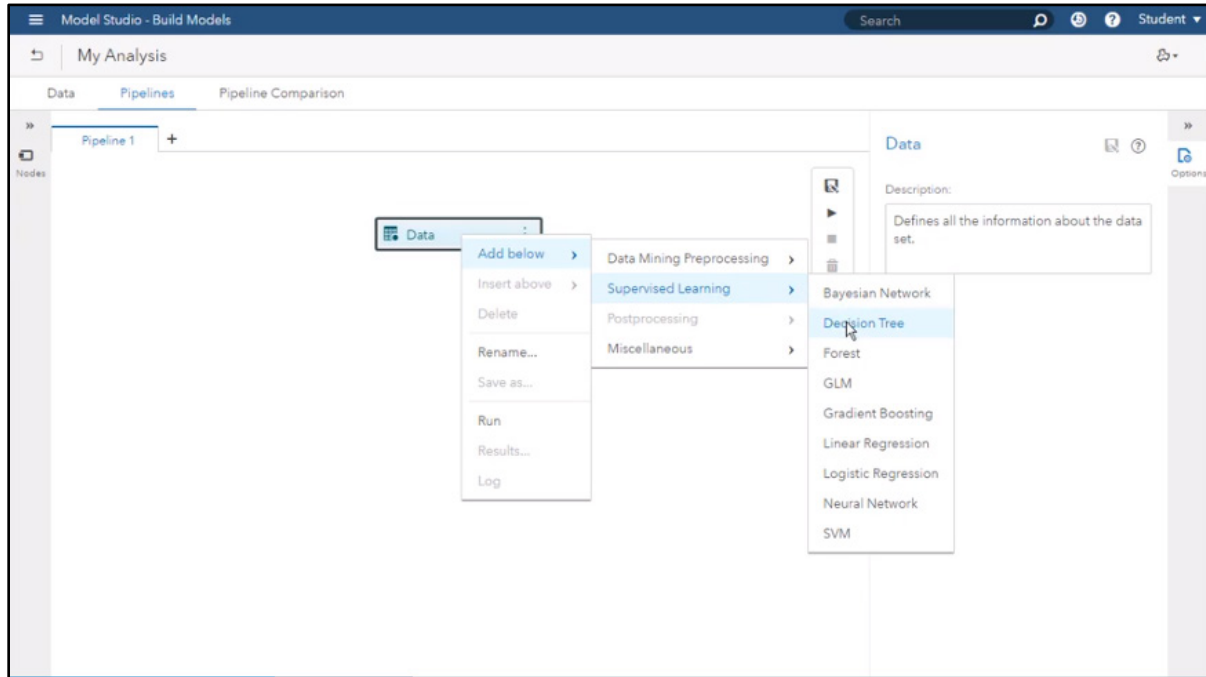 Model Studio - Build Models
Search
Student
My Analysis
Data
Pipelines
Pipeline Comparison
Nodes
Pipeline 1
+
Data
Add below
Insert above
Delete
Rename...
Save as...
Run
Results...
Log
Data Mining Preprocessing
Supervised Learning
Postprocessing
Miscellaneous
Bayesian Network
Decision Tree
Forest
GLM
Gradient Boosting
Linear Regression
Logistic Regression
Neural Network
SVM
Data
Description:
Defines all the information about the data
set.
Options